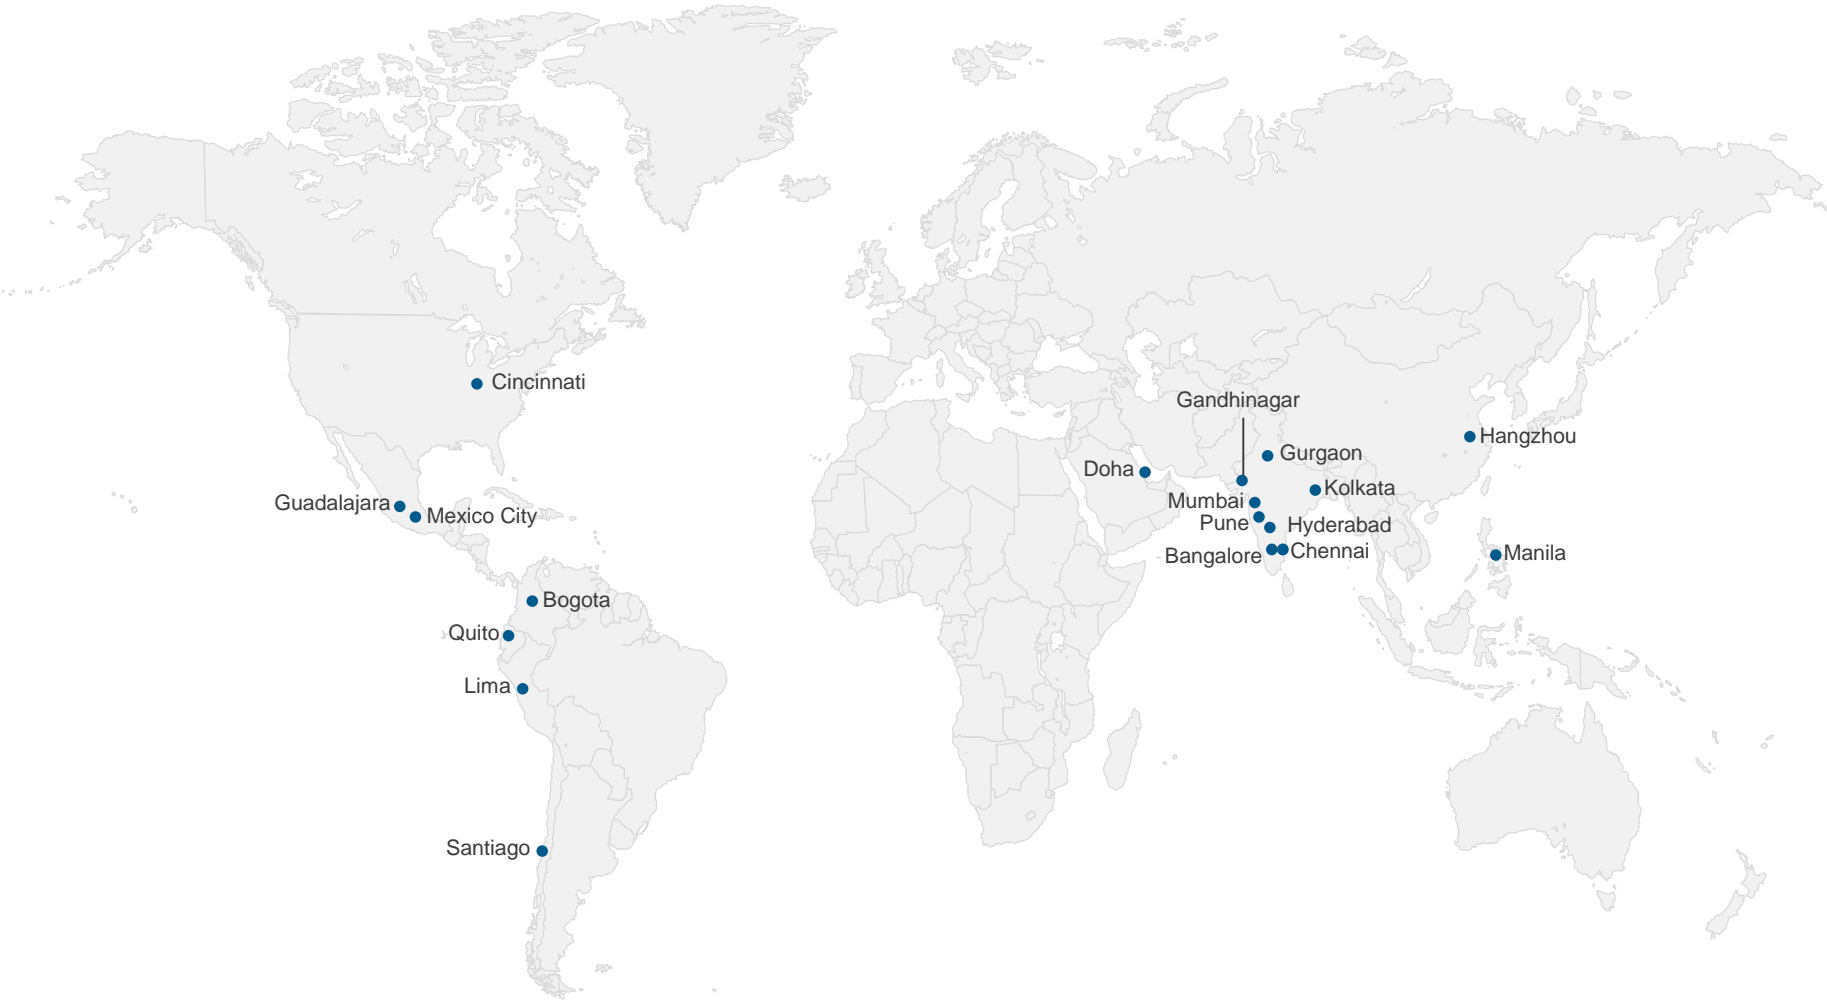 Cincinnati
Gandhinagar
Hangzhou
Gurgaon
Doha
Kolkata
Guadalajara
Mumbai
Mexico City
Pune
Hyderabad
Chennai
Bangalore
Manila
Bogota
Quito
Lima
Santiago